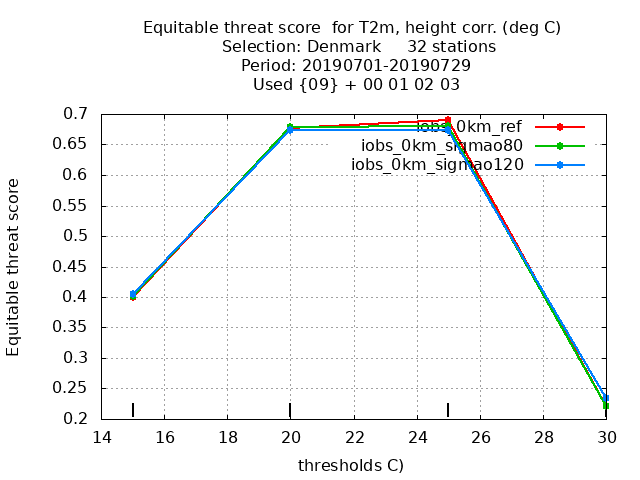 Equitable threat score  for T2m, height corr. (deg C)
Selection: Denmark     32 stations
Period: 20190701-20190729
Used {09} + 00 01 02 03
iobs_0km_ref
iobs_0km_sigmao80
iobs_0km_sigmao120
Equitable threat score
0.7
0.65
0.6
0.55
0.5
0.45
0.4
0.35
0.3
0.25
0.2
14 16 18 20 22 24 26 28 30
thresholds C)